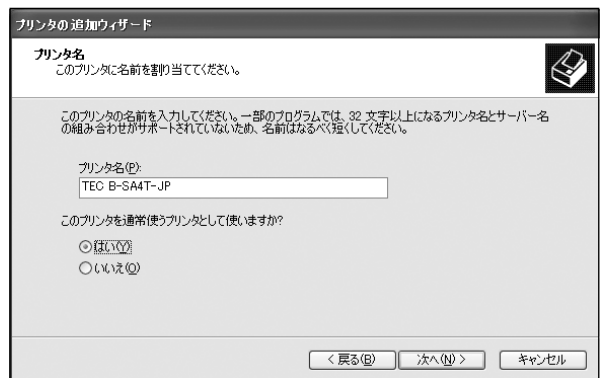 プリンタの追加ウィザード
プリンタ名
このプリンタに名前を割り当ててください。
このプリンタの名前を入力してください。一部のプログラムでは、32 文字以上になるプリンタ名とサーバー名
の組み合わせがサポートされていないため、名前はなるべく短くしてください。
プリンタ名(P):
TEC B-SA4T-JP
このプリンタを通常使うプリンタとして使いますか?
はい(Y)
いいえ(O)
< 戻る(B) 次へ(N) > キャンセル